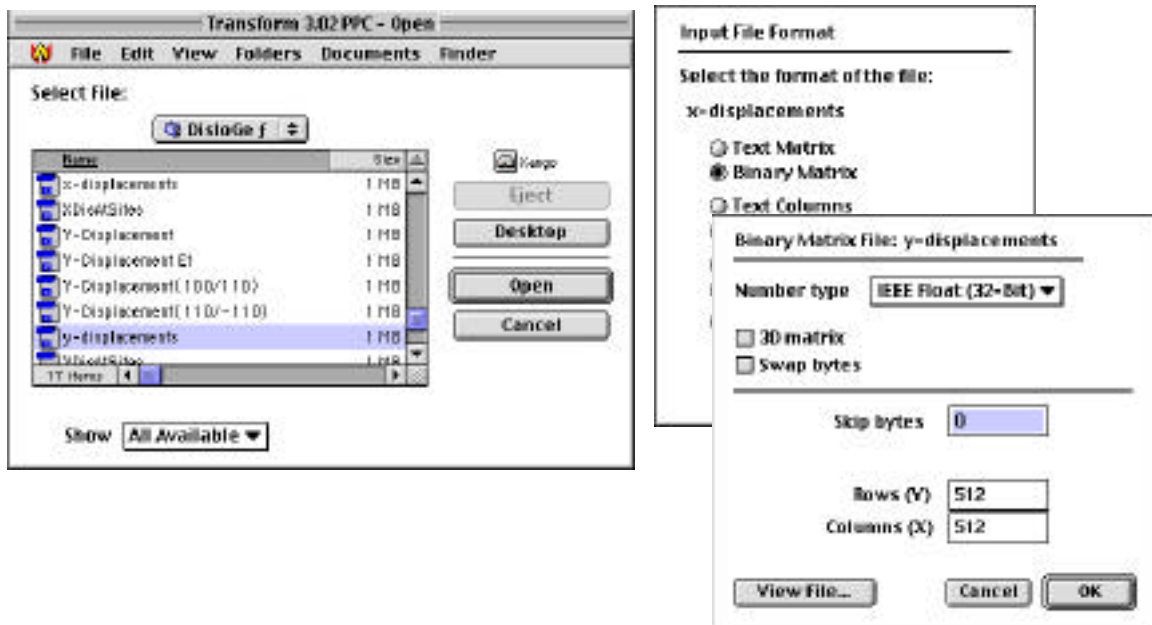 Transform 3.02 PPC - Open
File Edit View Folders Documents Finder
Select File:
DisloGe ƒ
Name Size
x-displacements 1 MB
XDislAtSites 1 MB
Y-Displacement 1 MB
Y-Displacement E1 1 MB
Y-Displacement(100/110) 1 MB
Y-Displacement(110/-110) 1 MB
y-displacements 1 MB
1 MB
17 items
Eject
Desktop
Open
Cancel
Show All Available
Input File Format
Select the format of the file:
x-displacements
Text Matrix
Binary Matrix
Text Columns
Binary Matrix File: y-displacements
Number type IEEE Float (32-Bit)
3D matrix
Swap bytes
Skip bytes 0
Rows (Y) 512
Columns (X) 512
View File... Cancel OK